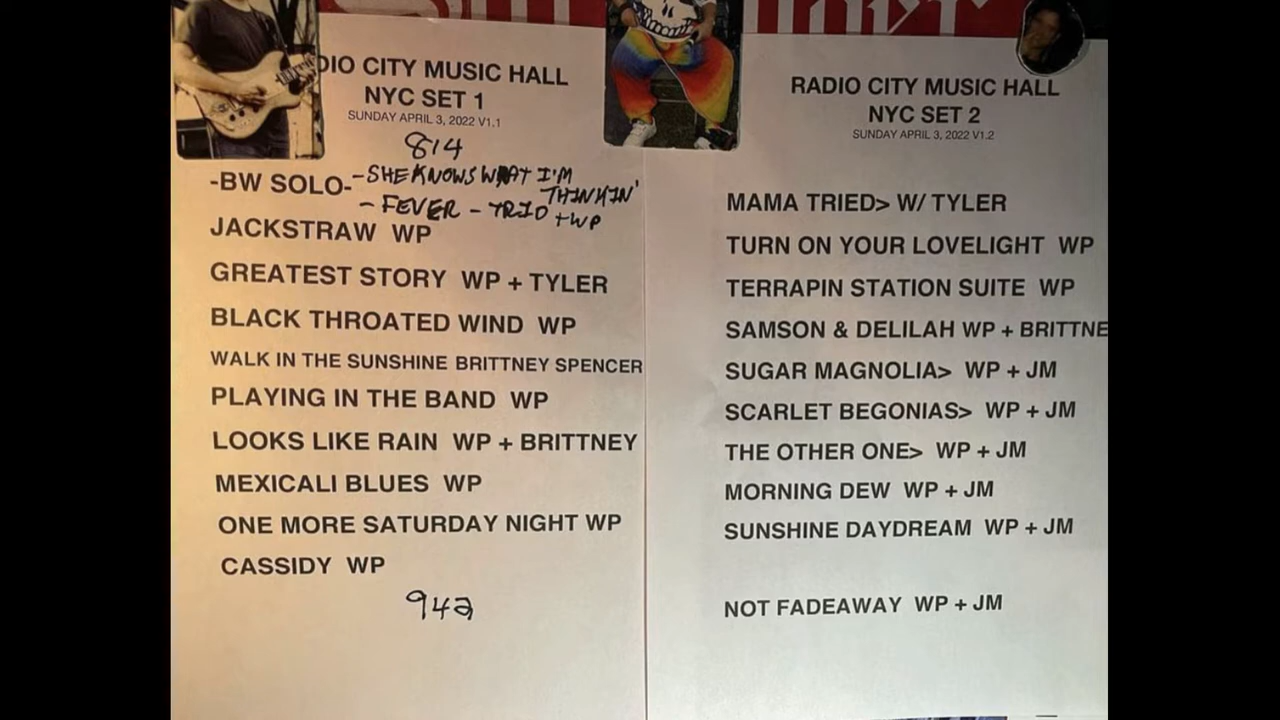 DIO CITY MUSIC HALL
NYC SET 1
SUNDAY APRIL 3, 2022 V1.1
814
-BW SOLO- - SHE KNOWS WHAT I'M THINKIN'
- FEVER - TRIO + WP
JACKSTRAW WP
GREATEST STORY WP + TYLER
BLACK THROATED WIND WP
WALK IN THE SUNSHINE BRITTNEY SPENCER
PLAYING IN THE BAND WP
LOOKS LIKE RAIN WP + BRITTNEY
MEXICALI BLUES WP
ONE MORE SATURDAY NIGHT WP
CASSIDY WP
942
RADIO CITY MUSIC HALL
NYC SET 2
SUNDAY APRIL 3, 2022 V1.2
MAMA TRIED> W/ TYLER
TURN ON YOUR LOVELIGHT WP
TERRAPIN STATION SUITE WP
SAMSON & DELILAH WP + BRITTNE
SUGAR MAGNOLIA> WP + JM
SCARLET BEGONIAS> WP + JM
THE OTHER ONE> WP + JM
MORNING DEW WP + JM
SUNSHINE DAYDREAM WP + JM
NOT FADEAWAY WP + JM